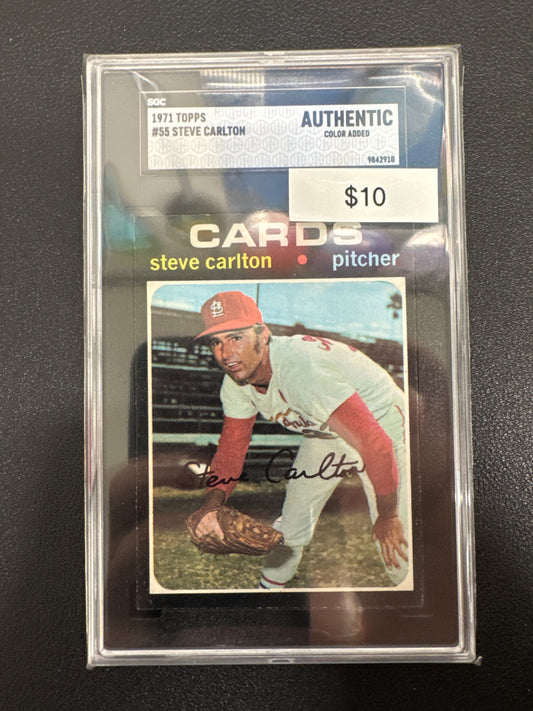 SGC
1971 TOPPS
#55 STEVE CARLTON
AUTHENTIC
COLOR ADDED
9842910
$10
CARDS
steve carlton • pitcher
Steve Carlton